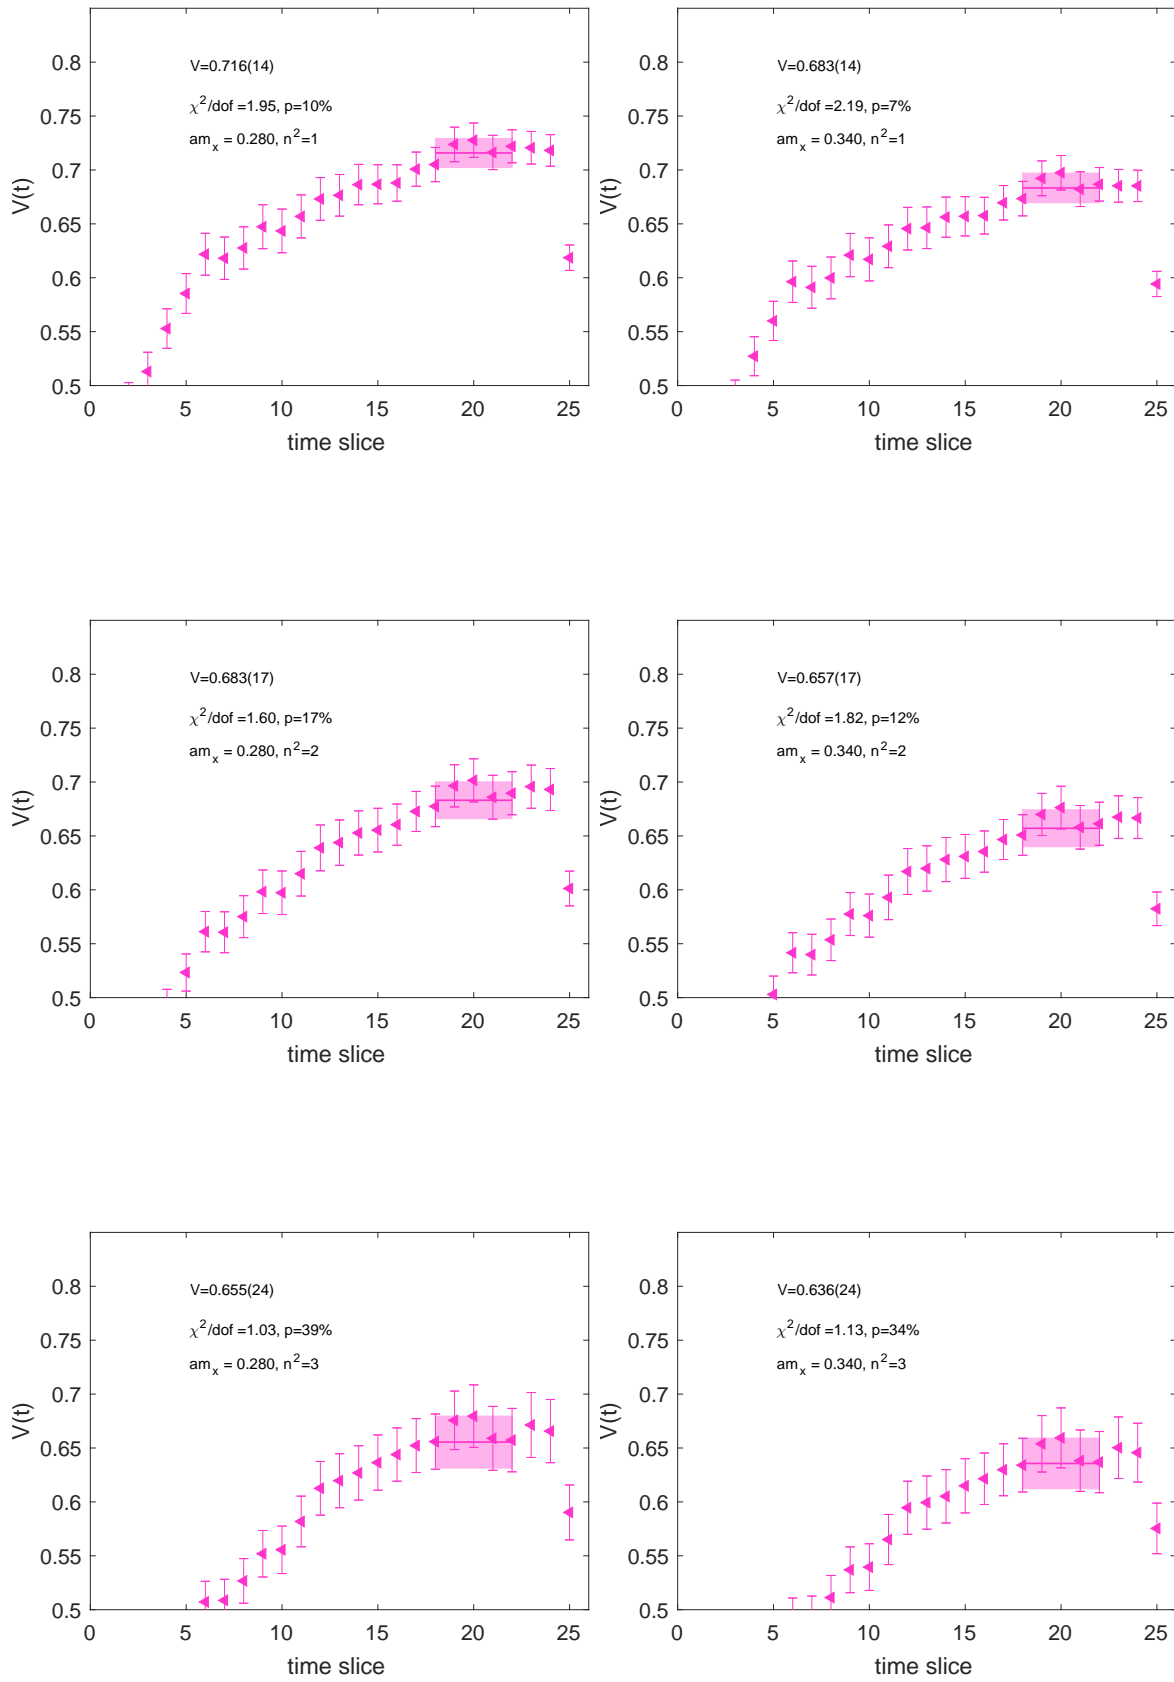 V=0.716(14)
χ²/dof =1.95, p=10%
am_x = 0.280, n²=1
V(t)
0.8
0.75
0.7
0.65
0.6
0.55
0.5
0 5 10 15 20 25
time slice
V=0.683(14)
χ²/dof =2.19, p=7%
am_x = 0.340, n²=1
V(t)
0.8
0.75
0.7
0.65
0.6
0.55
0.5
0 5 10 15 20 25
time slice
V=0.683(17)
χ²/dof =1.60, p=17%
am_x = 0.280, n²=2
V(t)
0.8
0.75
0.7
0.65
0.6
0.55
0.5
0 5 10 15 20 25
time slice
V=0.657(17)
χ²/dof =1.82, p=12%
am_x = 0.340, n²=2
V(t)
0.8
0.75
0.7
0.65
0.6
0.55
0.5
0 5 10 15 20 25
time slice
V=0.655(24)
χ²/dof =1.03, p=39%
am_x = 0.280, n²=3
V(t)
0.8
0.75
0.7
0.65
0.6
0.55
0.5
0 5 10 15 20 25
time slice
V=0.636(24)
χ²/dof =1.13, p=34%
am_x = 0.340, n²=3
V(t)
0.8
0.75
0.7
0.65
0.6
0.55
0.5
0 5 10 15 20 25
time slice